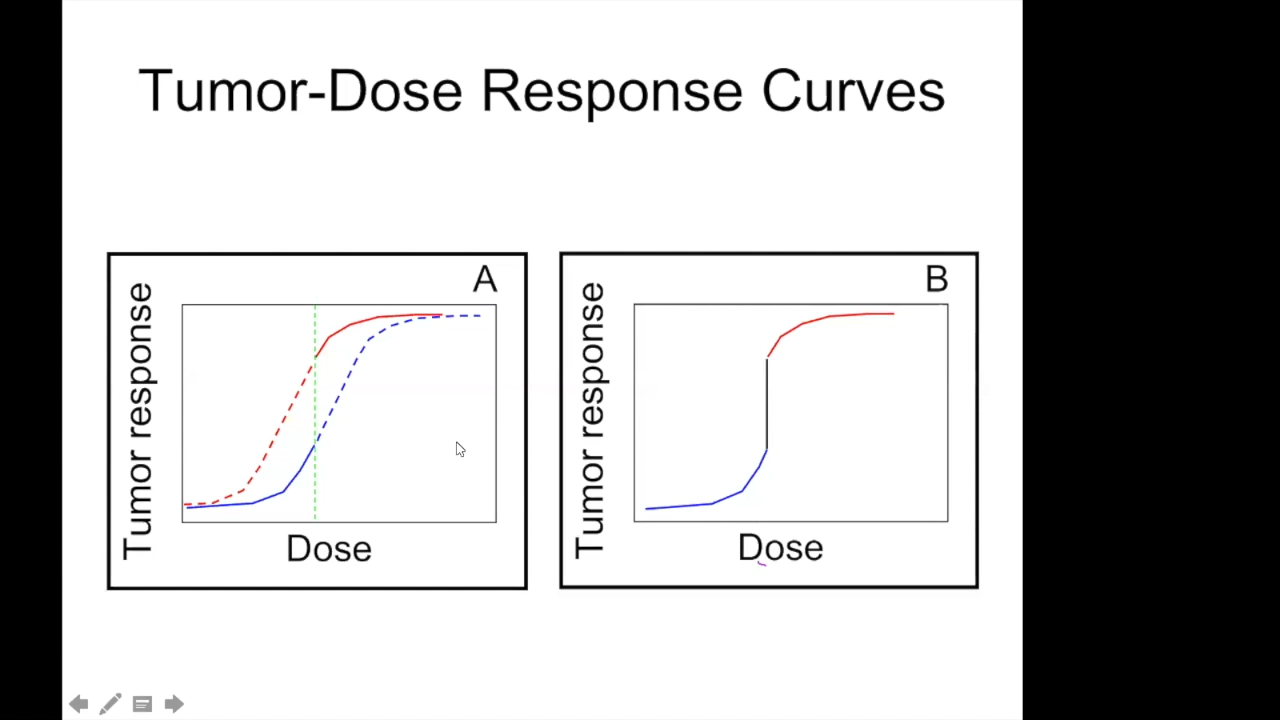 Tumor-Dose Response Curves
A
Tumor response
Dose
B
Tumor response
Dose